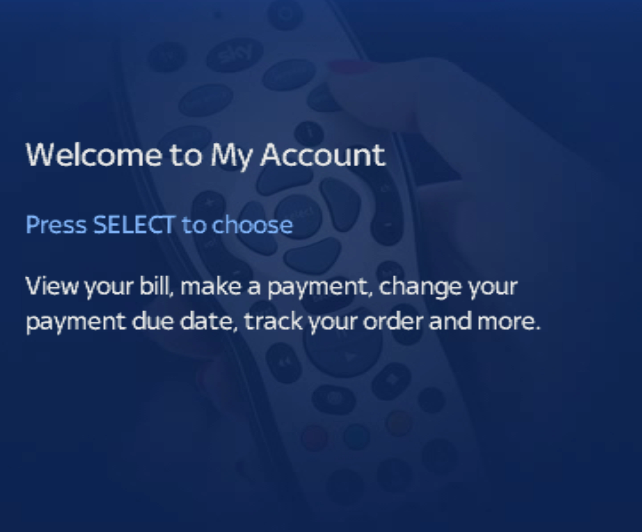 sky
Welcome to My Account
Press SELECT to choose
View your bill, make a payment, change your
payment due date, track your order and more.